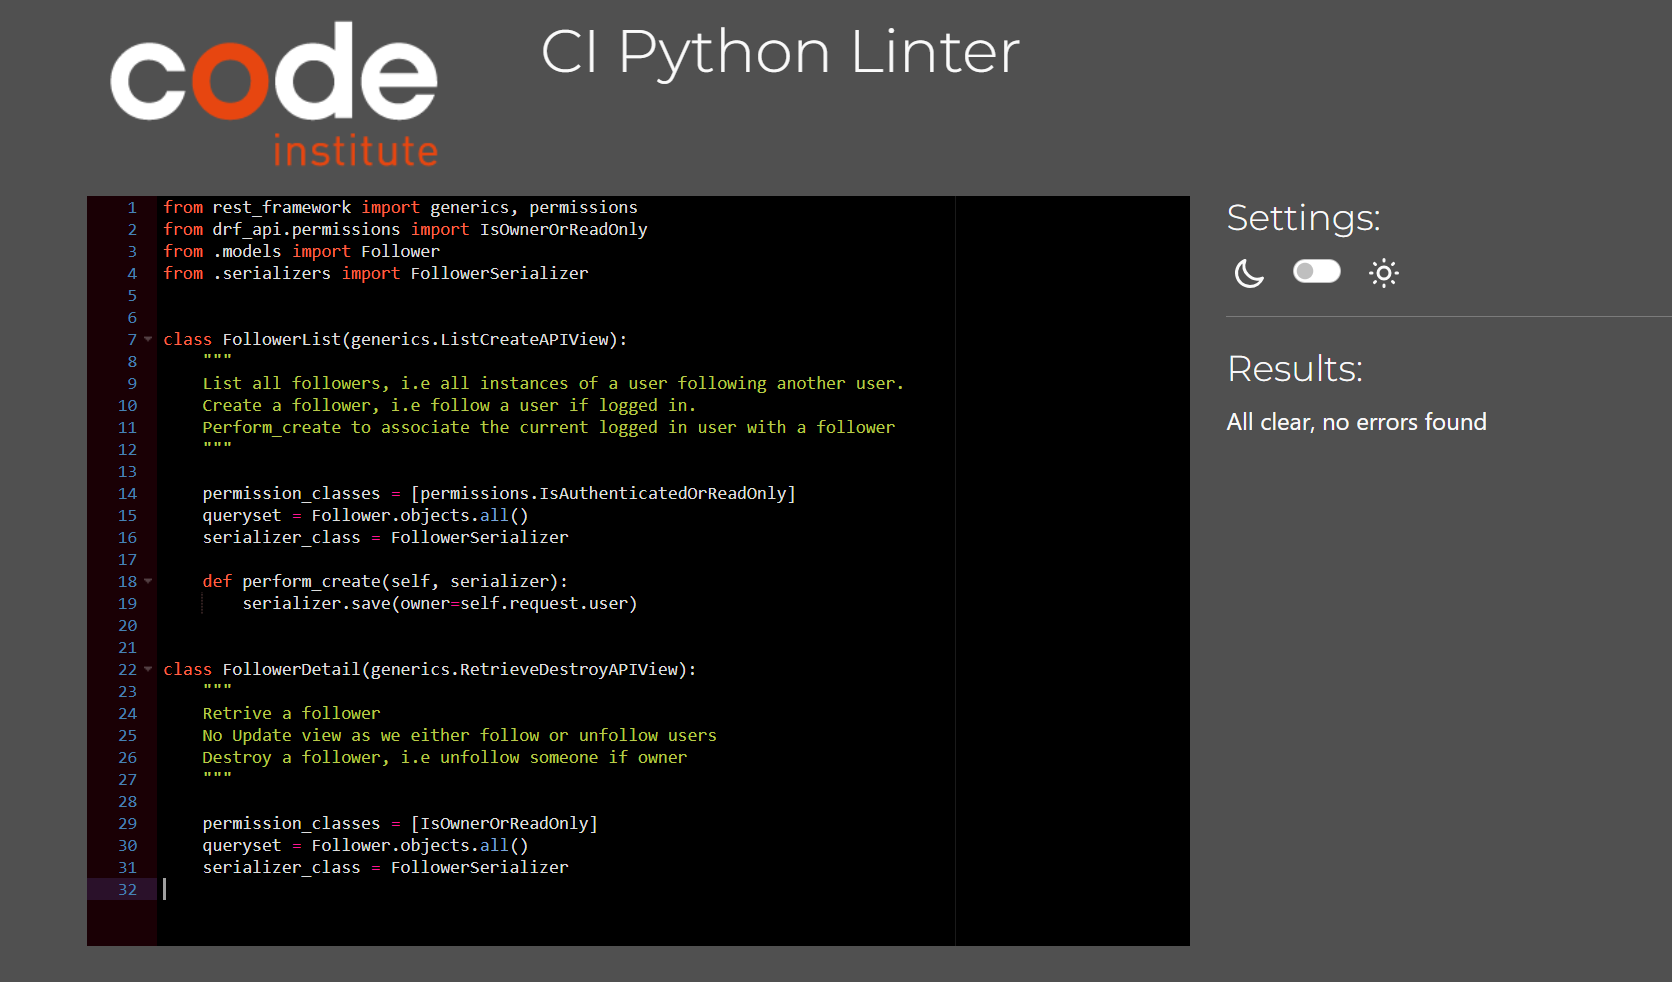 code
institute
CI Python Linter
1 from rest_framework import generics, permissions
2 from drf_api.permissions import IsOwnerOrReadOnly
3 from .models import Follower
4 from .serializers import FollowerSerializer
5
6
7 class FollowerList(generics.ListCreateAPIView):
8     """
9     List all followers, i.e all instances of a user following another user.
10     Create a follower, i.e follow a user if logged in.
11     Perform_create to associate the current logged in user with a follower
12     """
13
14     permission_classes = [permissions.IsAuthenticatedOrReadOnly]
15     queryset = Follower.objects.all()
16     serializer_class = FollowerSerializer
17
18     def perform_create(self, serializer):
19         serializer.save(owner=self.request.user)
20
21
22 class FollowerDetail(generics.RetrieveDestroyAPIView):
23     """
24     Retrive a follower
25     No Update view as we either follow or unfollow users
26     Destroy a follower, i.e unfollow someone if owner
27     """
28
29     permission_classes = [IsOwnerOrReadOnly]
30     queryset = Follower.objects.all()
31     serializer_class = FollowerSerializer
32
Settings:
Results:
All clear, no errors found